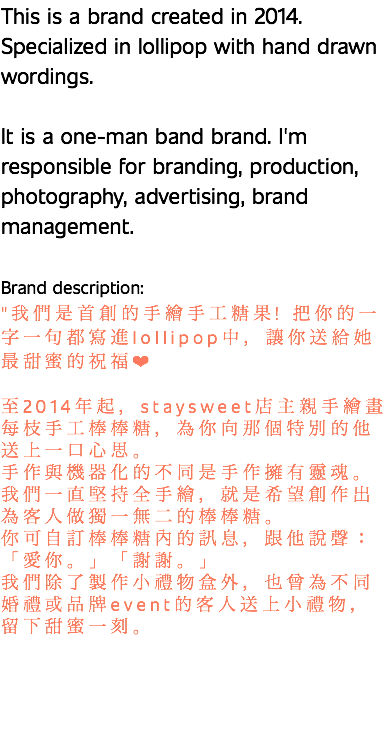 This is a brand created in 2014.
Specialized in lollipop with hand drawn
wordings.
It is a one-man band brand. I'm
responsible for branding, production,
photography, advertising, brand
management.
Brand description:
"我們是首創的手繪手工糖果! 把你的一
字一句都寫進lollipop中, 讓你送給她
最甜蜜的祝福❤
至2014年起, staysweet店主親手繪畫
每枝手工棒棒糖, 為你向那個特別的他
送上一口心思。
手作與機器化的不同是手作擁有靈魂。
我們一直堅持全手繪, 就是希望創作出
為客人做獨一無二的棒棒糖。
你可自訂棒棒糖內的訊息, 跟他說聲：
「愛你。」「謝謝。」
我們除了製作小禮物盒外, 也曾為不同
婚禮或品牌event的客人送上小禮物,
留下甜蜜一刻。